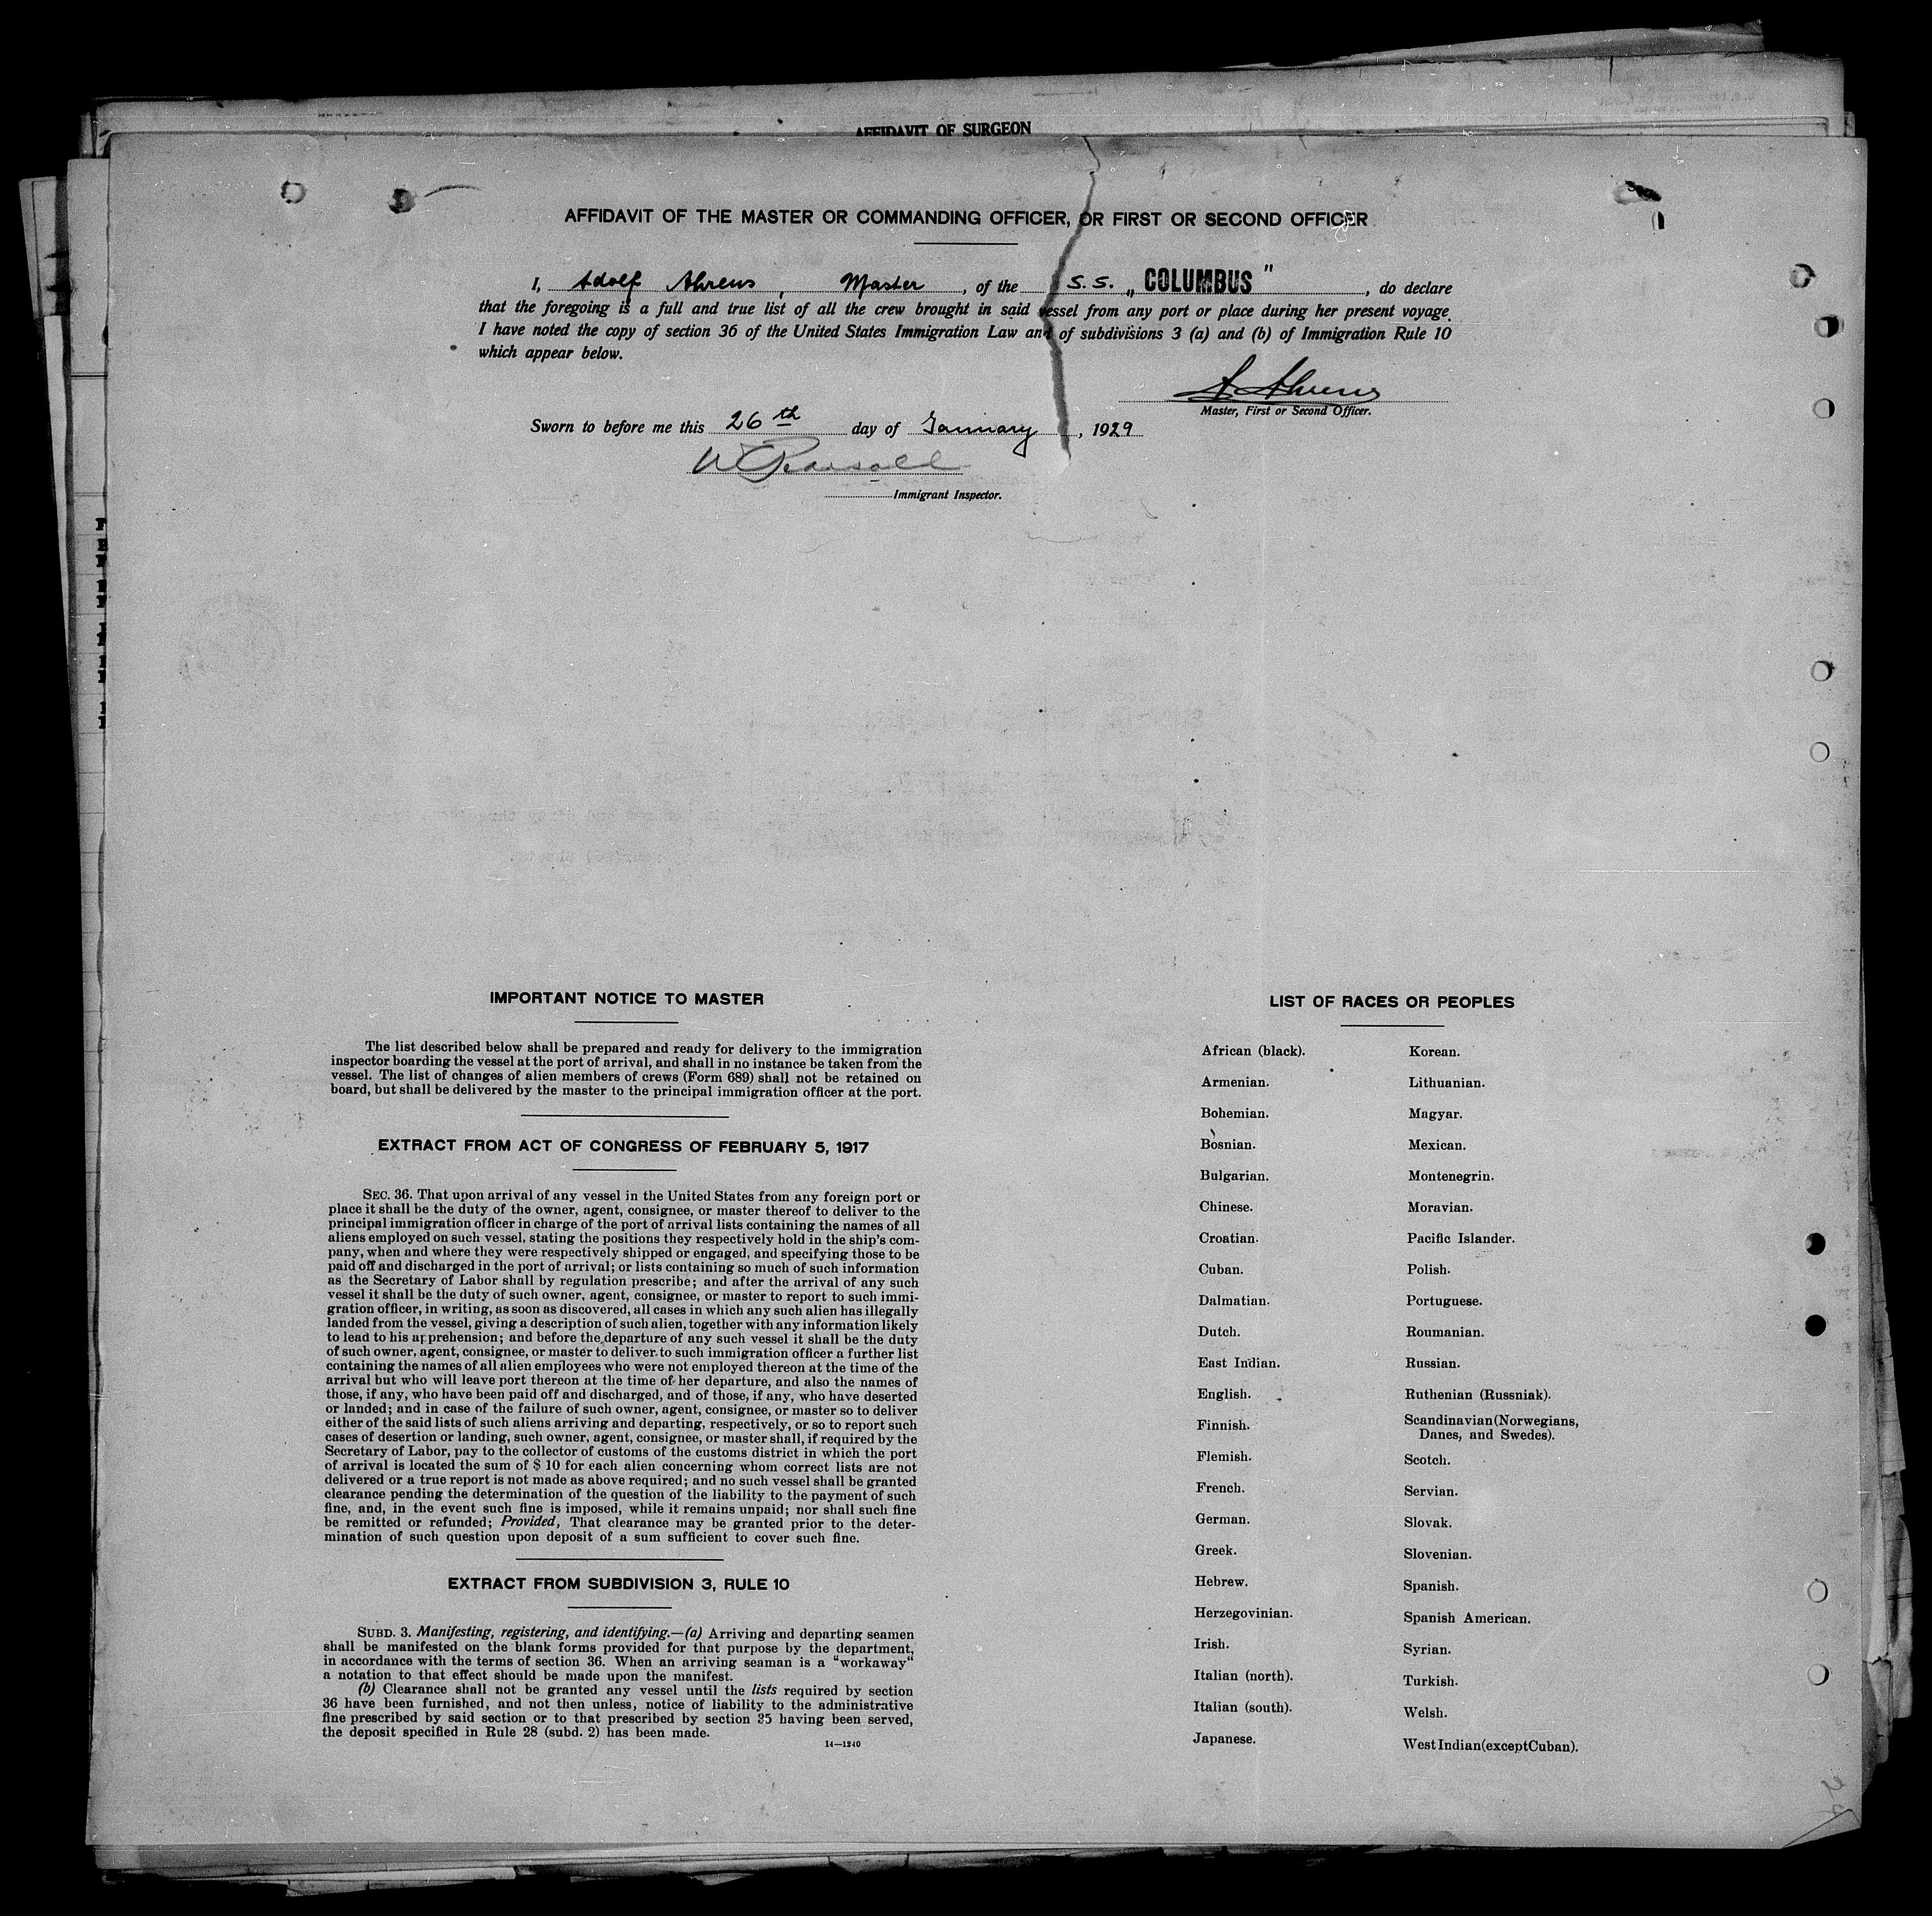 AFFIDAVIT OF SURGEON
AFFIDAVIT OF THE MASTER OR COMMANDING OFFICER, OR FIRST OR SECOND OFFICER
I, Adolf Ahrens, Master, of the S.S. „COLUMBUS", do declare
that the foregoing is a full and true list of all the crew brought in said vessel from any port or place during her present voyage.
I have noted the copy of section 36 of the United States Immigration Law and of subdivisions 3 (a) and (b) of Immigration Rule 10
which appear below.
A. Ahrens
Master, First or Second Officer.
Sworn to before me this 26th day of January, 1929
Immigrant Inspector.
IMPORTANT NOTICE TO MASTER
The list described below shall be prepared and ready for delivery to the immigration
inspector boarding the vessel at the port of arrival, and shall in no instance be taken from the
vessel. The list of changes of alien members of crews (Form 689) shall not be retained on
board, but shall be delivered by the master to the principal immigration officer at the port.
EXTRACT FROM ACT OF CONGRESS OF FEBRUARY 5, 1917
SEC. 36. That upon arrival of any vessel in the United States from any foreign port or
place it shall be the duty of the owner, agent, consignee, or master thereof to deliver to the
principal immigration officer in charge of the port of arrival lists containing the names of all
aliens employed on such vessel, stating the positions they respectively hold in the ship's com-
pany, when and where they were respectively shipped or engaged, and specifying those to be
paid off and discharged in the port of arrival; or lists containing so much of such information
as the Secretary of Labor shall by regulation prescribe; and after the arrival of any such
vessel it shall be the duty of such owner, agent, consignee, or master to report to such immi-
gration officer, in writing, as soon as discovered, all cases in which any such alien has illegally
landed from the vessel, giving a description of such alien, together with any information likely
to lead to his apprehension; and before the departure of any such vessel it shall be the duty
of such owner, agent, consignee, or master to deliver to such immigration officer a further list
containing the names of all alien employees who were not employed thereon at the time of the
arrival but who will leave port thereon at the time of her departure, and also the names of
those, if any, who have been paid off and discharged, and of those, if any, who have deserted
or landed; and in case of the failure of such owner, agent, consignee, or master so to deliver
either of the said lists of such aliens arriving and departing, respectively, or so to report such
cases of desertion or landing, such owner, agent, consignee, or master shall, if required by the
Secretary of Labor, pay to the collector of customs of the customs district in which the port
of arrival is located the sum of $ 10 for each alien concerning whom correct lists are not
delivered or a true report is not made as above required; and no such vessel shall be granted
clearance pending the determination of the question of the liability to the payment of such
fine, and, in the event such fine is imposed, while it remains unpaid; nor shall such fine
be remitted or refunded; Provided, That clearance may be granted prior to the deter-
mination of such question upon deposit of a sum sufficient to cover such fine.
EXTRACT FROM SUBDIVISION 3, RULE 10
SUBD. 3. Manifesting, registering, and identifying.—(a) Arriving and departing seamen
shall be manifested on the blank forms provided for that purpose by the department,
in accordance with the terms of section 36. When an arriving seaman is a “workaway“
a notation to that effect should be made upon the manifest.
(b) Clearance shall not be granted any vessel until the lists required by section
36 have been furnished, and not then unless, notice of liability to the administrative
fine prescribed by said section or to that prescribed by section 35 having been served,
the deposit specified in Rule 28 (subd. 2) has been made.
14—1240
LIST OF RACES OR PEOPLES
African (black).
Armenian.
Bohemian.
Bosnian.
Bulgarian.
Chinese.
Croatian.
Cuban.
Dalmatian.
Dutch.
East Indian.
English.
Finnish.
Flemish.
French.
German.
Greek.
Hebrew.
Herzegovinian.
Irish.
Italian (north).
Italian (south).
Japanese.
Korean.
Lithuanian.
Magyar.
Mexican.
Montenegrin.
Moravian.
Pacific Islander.
Polish.
Portuguese.
Roumanian.
Russian.
Ruthenian (Russniak).
Scandinavian (Norwegians,
Danes, and Swedes).
Scotch.
Servian.
Slovak.
Slovenian.
Spanish.
Spanish American.
Syrian.
Turkish.
Welsh.
West Indian (except Cuban).